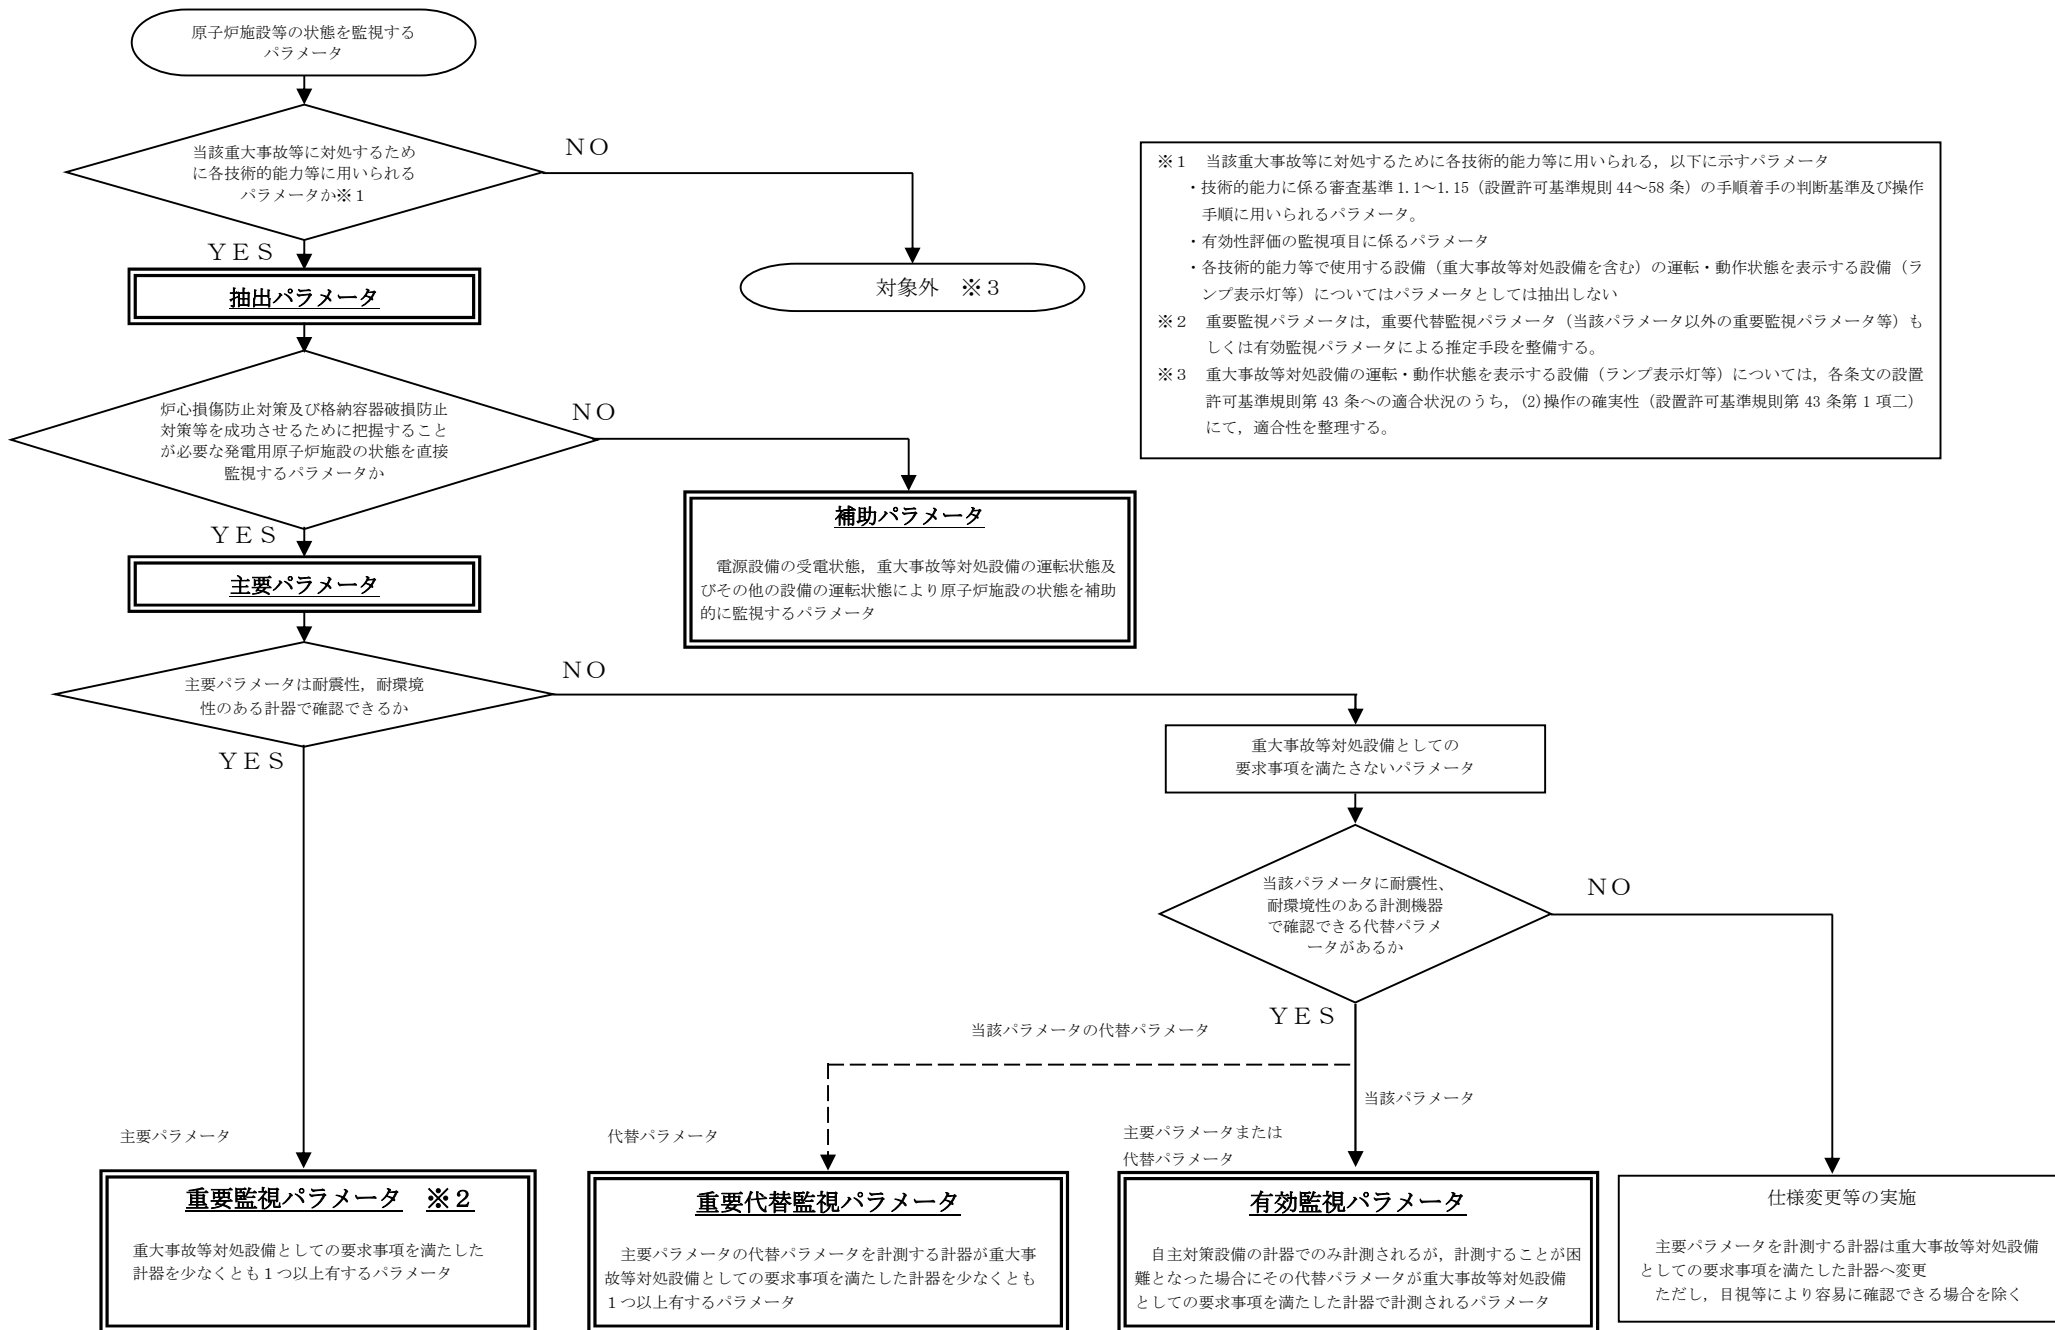 原子炉施設等の状態を監視する
パラメータ
当該重大事故等に対処するため
に各技術的能力等に用いられる
パラメータか※１
ＮＯ
ＹＥＳ
対象外　※３
抽出パラメータ
※１　当該重大事故等に対処するために各技術的能力等に用いられる，以下に示すパラメータ
・技術的能力に係る審査基準 1.1～1.15（設置許可基準規則 44～58 条）の手順着手の判断基準及び操作
手順に用いられるパラメータ。
・有効性評価の監視項目に係るパラメータ
・各技術的能力等で使用する設備（重大事故等対処設備を含む）の運転・動作状態を表示する設備（ラ
ンプ表示灯等）についてはパラメータとしては抽出しない
※２　重要監視パラメータは，重要代替監視パラメータ（当該パラメータ以外の重要監視パラメータ等）も
しくは有効監視パラメータによる推定手段を整備する。
※３　重大事故等対処設備の運転・動作状態を表示する設備（ランプ表示灯等）については，各条文の設置
許可基準規則第 43 条への適合状況のうち，(2)操作の確実性（設置許可基準規則第 43 条第 1 項二）
にて，適合性を整理する。
炉心損傷防止対策及び格納容器破損防止
対策等を成功させるために把握すること
が必要な発電用原子炉施設の状態を直接
監視するパラメータか
ＮＯ
ＹＥＳ
補助パラメータ
電源設備の受電状態，重大事故等対処設備の運転状態及
びその他の設備の運転状態により原子炉施設の状態を補助
的に監視するパラメータ
主要パラメータ
主要パラメータは耐震性，耐環境
性のある計器で確認できるか
ＮＯ
ＹＥＳ
重大事故等対処設備としての
要求事項を満たさないパラメータ
当該パラメータに耐震性、
耐環境性のある計測機器
で確認できる代替パラメ
ータがあるか
ＮＯ
ＹＥＳ
当該パラメータの代替パラメータ
当該パラメータ
主要パラメータ
代替パラメータ
主要パラメータまたは
代替パラメータ
重要監視パラメータ　※２
重大事故等対処設備としての要求事項を満たした
計器を少なくとも１つ以上有するパラメータ
重要代替監視パラメータ
主要パラメータの代替パラメータを計測する計器が重大事
故等対処設備としての要求事項を満たした計器を少なくとも
１つ以上有するパラメータ
有効監視パラメータ
自主対策設備の計器でのみ計測されるが，計測することが困
難となった場合にその代替パラメータが重大事故等対処設備
としての要求事項を満たした計器で計測されるパラメータ
仕様変更等の実施
主要パラメータを計測する計器は重大事故等対処設備
としての要求事項を満たした計器へ変更
ただし，目視等により容易に確認できる場合を除く